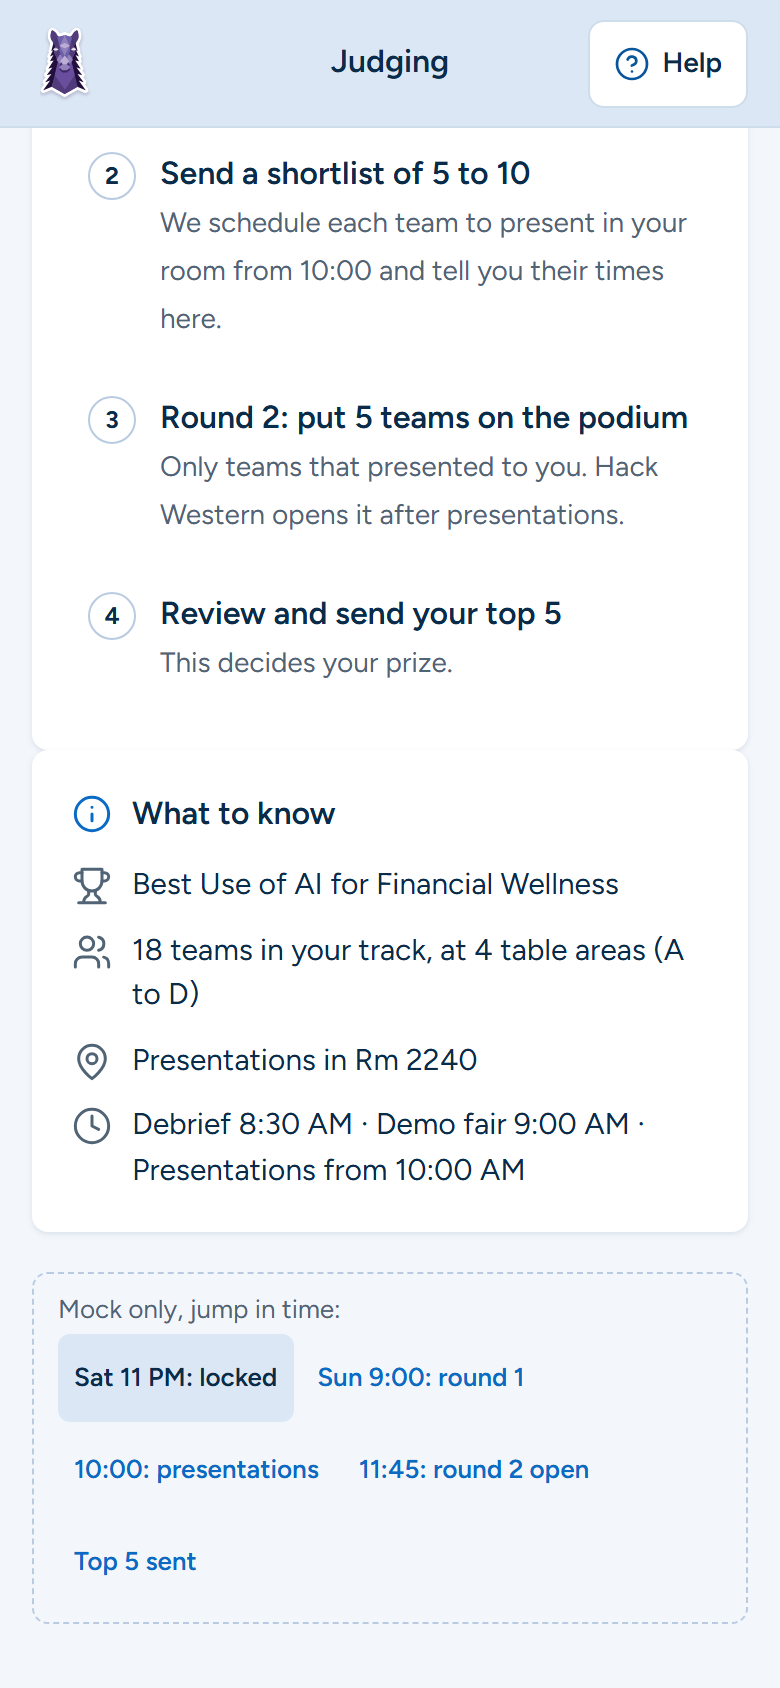 Judging
Help
2
Send a shortlist of 5 to 10
We schedule each team to present in your
room from 10:00 and tell you their times
here.
3
Round 2: put 5 teams on the podium
Only teams that presented to you. Hack
Western opens it after presentations.
4
Review and send your top 5
This decides your prize.
What to know
Best Use of AI for Financial Wellness
18 teams in your track, at 4 table areas (A
to D)
Presentations in Rm 2240
Debrief 8:30 AM · Demo fair 9:00 AM ·
Presentations from 10:00 AM
Mock only, jump in time:
Sat 11 PM: locked
Sun 9:00: round 1
10:00: presentations
11:45: round 2 open
Top 5 sent